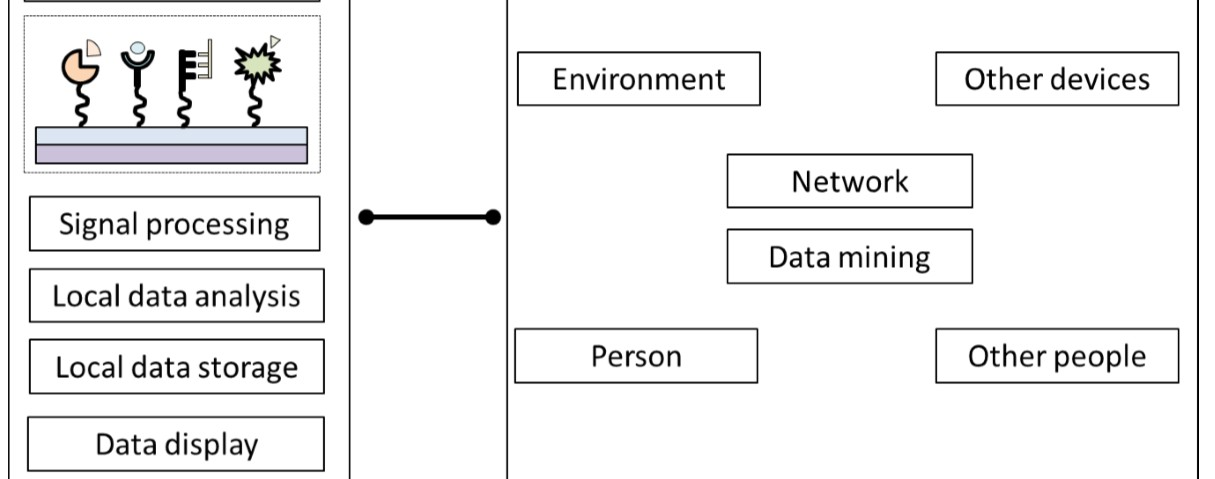 Signal processing
Local data analysis
Local data storage
Data display
Environment
Other devices
Network
Data mining
Person
Other people